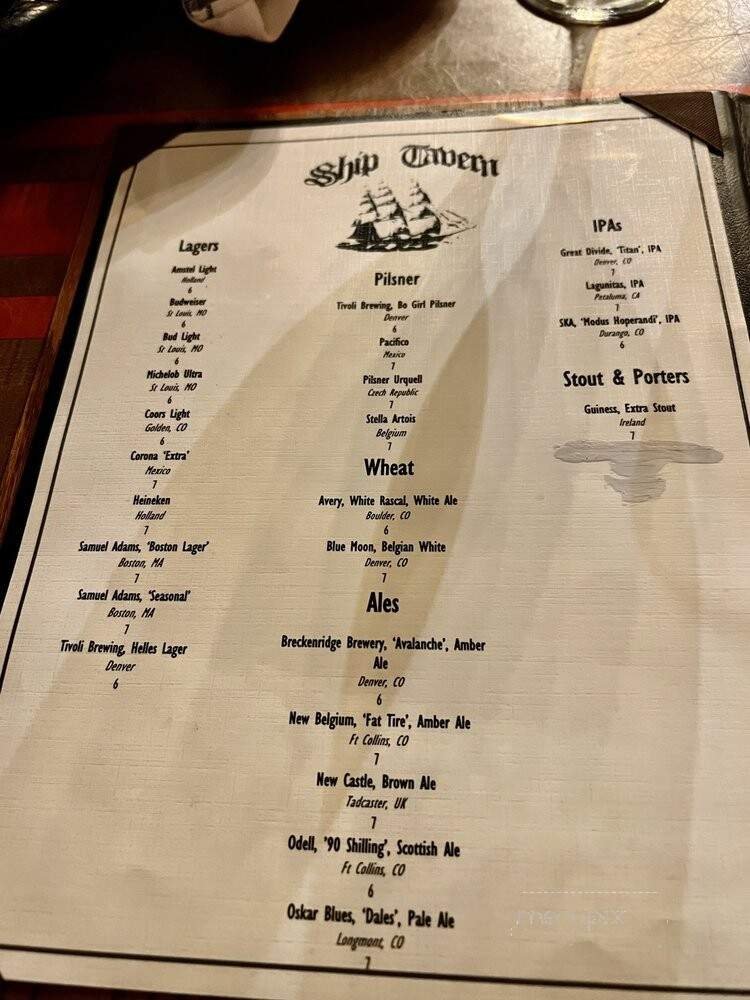 Ship Tavern
Lagers
Amstel Light
Holland
6
Budweiser
St Louis, MO
6
Bud Light
St Louis, MO
6
Michelob Ultra
St Louis, MO
6
Coors Light
Golden, CO
6
Corona 'Extra'
Mexico
7
Heineken
Holland
7
Samuel Adams, 'Boston Lager'
Boston, MA
7
Samuel Adams, 'Seasonal'
Boston, MA
7
Tivoli Brewing, Helles Lager
Denver
6
Pilsner
Tivoli Brewing, Bo Girl Pilsner
Denver
6
Pacifico
Mexico
7
Pilsner Urquell
Czech Republic
7
Stella Artois
Belgium
7
Wheat
Avery, White Rascal, White Ale
Boulder, CO
6
Blue Moon, Belgian White
Denver, CO
7
Ales
Breckenridge Brewery, 'Avalanche', Amber
Ale
Denver, CO
6
New Belgium, 'Fat Tire', Amber Ale
Ft Collins, CO
7
New Castle, Brown Ale
Tadcaster, UK
7
Odell, '90 Shilling', Scottish Ale
Ft Collins, CO
6
Oskar Blues, 'Dales', Pale Ale
Longmont, CO
7
IPAs
Great Divide, 'Titan', IPA
Denver, CO
7
Lagunitas, IPA
Petaluma, CA
7
SKA, 'Modus Hoperandi', IPA
Durango, CO
6
Stout & Porters
Guiness, Extra Stout
Ireland
7